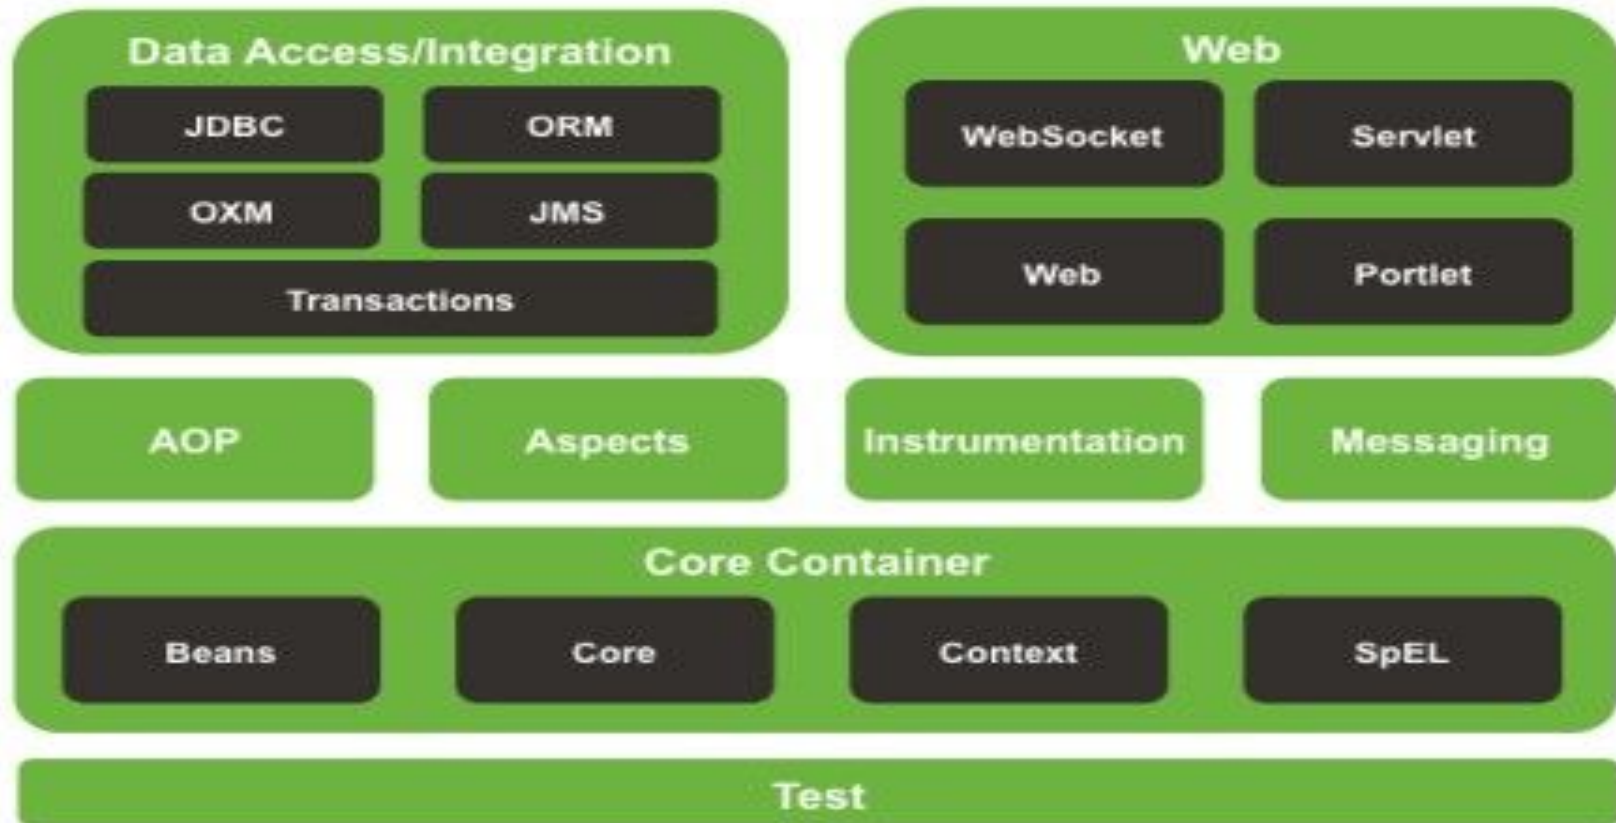 Data Access/Integration
JDBC
ORM
OXM
JMS
Transactions
Web
WebSocket
Servlet
Web
Portlet
AOP
Aspects
Instrumentation
Messaging
Core Container
Beans
Core
Context
SpEL
Test